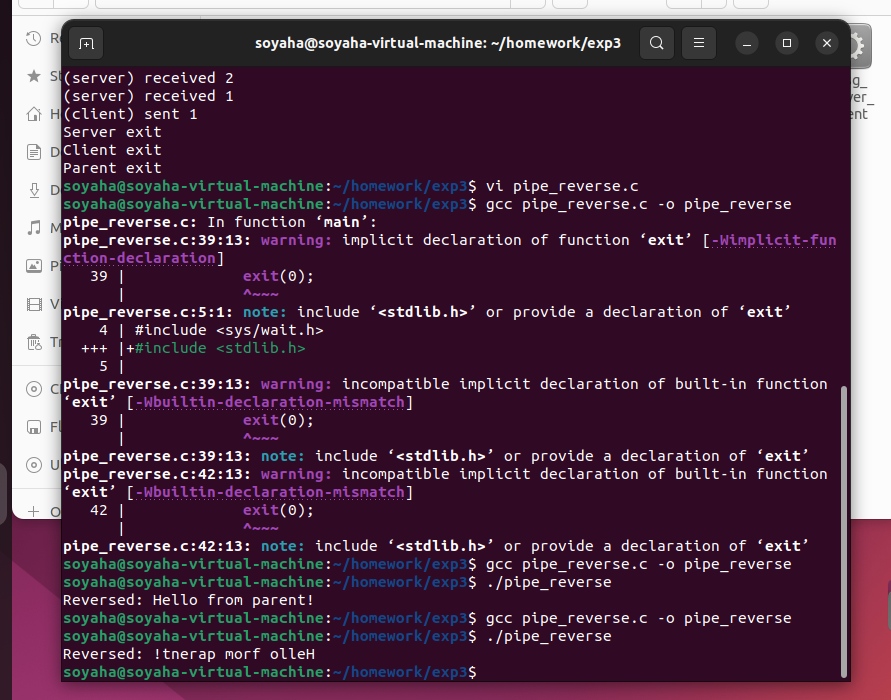 soyaha@soyaha-virtual-machine: ~/homework/exp3
(server) received 2
(server) received 1
(client) sent 1
Server exit
Client exit
Parent exit
soyaha@soyaha-virtual-machine:~/homework/exp3$ vi pipe_reverse.c
soyaha@soyaha-virtual-machine:~/homework/exp3$ gcc pipe_reverse.c -o pipe_reverse
pipe_reverse.c: In function ‘main’:
pipe_reverse.c:39:13: warning: implicit declaration of function ‘exit’ [-Wimplicit-fun
ction-declaration]
   39 |             exit(0);
      |             ^~~~
pipe_reverse.c:5:1: note: include ‘<stdlib.h>’ or provide a declaration of ‘exit’
    4 | #include <sys/wait.h>
  +++ |+#include <stdlib.h>
    5 |
pipe_reverse.c:39:13: warning: incompatible implicit declaration of built-in function
‘exit’ [-Wbuiltin-declaration-mismatch]
   39 |             exit(0);
      |             ^~~~
pipe_reverse.c:39:13: note: include ‘<stdlib.h>’ or provide a declaration of ‘exit’
pipe_reverse.c:42:13: warning: incompatible implicit declaration of built-in function
‘exit’ [-Wbuiltin-declaration-mismatch]
   42 |             exit(0);
      |             ^~~~
pipe_reverse.c:42:13: note: include ‘<stdlib.h>’ or provide a declaration of ‘exit’
soyaha@soyaha-virtual-machine:~/homework/exp3$ gcc pipe_reverse.c -o pipe_reverse
soyaha@soyaha-virtual-machine:~/homework/exp3$ ./pipe_reverse
Reversed: Hello from parent!
soyaha@soyaha-virtual-machine:~/homework/exp3$ gcc pipe_reverse.c -o pipe_reverse
soyaha@soyaha-virtual-machine:~/homework/exp3$ ./pipe_reverse
Reversed: !tnerap morf olleH
soyaha@soyaha-virtual-machine:~/homework/exp3$